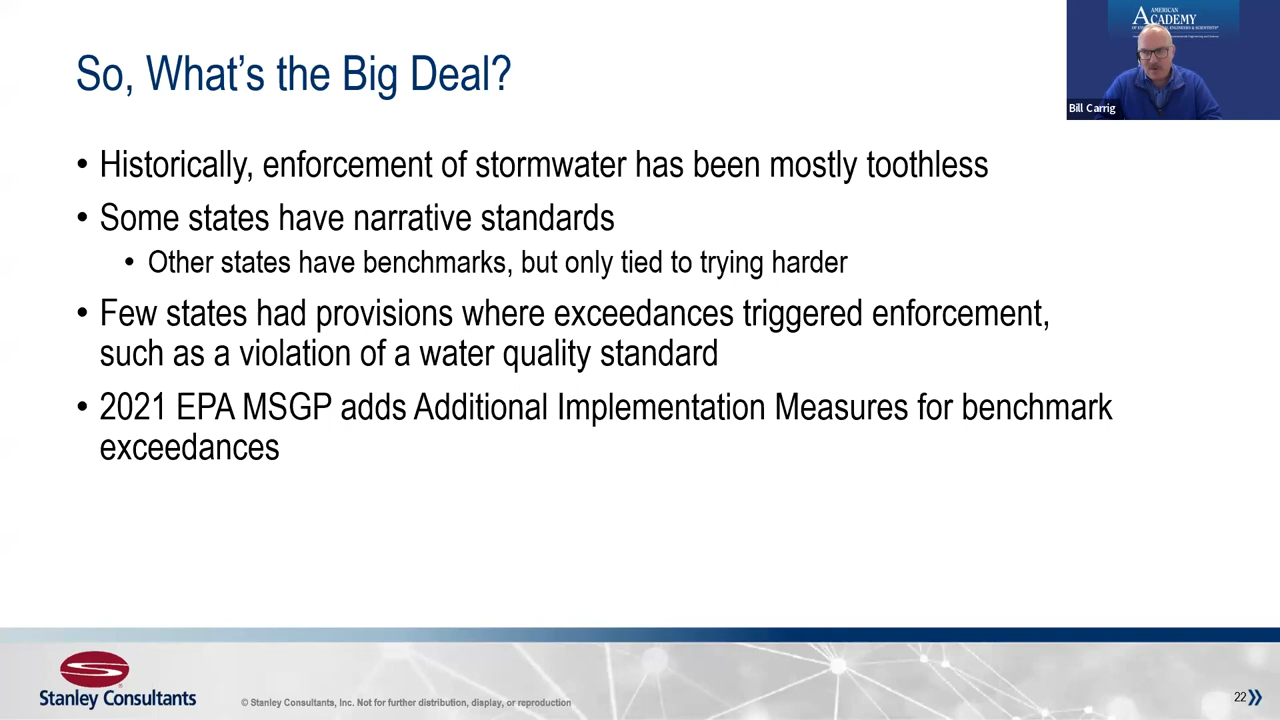 So, What's the Big Deal?
AMERICAN
ACADEMY
Bill Carrig
• Historically, enforcement of stormwater has been mostly toothless
• Some states have narrative standards
• Other states have benchmarks, but only tied to trying harder
• Few states had provisions where exceedances triggered enforcement,
such as a violation of a water quality standard
• 2021 EPA MSGP adds Additional Implementation Measures for benchmark
exceedances
Stanley Consultants
© Stanley Consultants, Inc. Not for further distribution, display, or reproduction
22